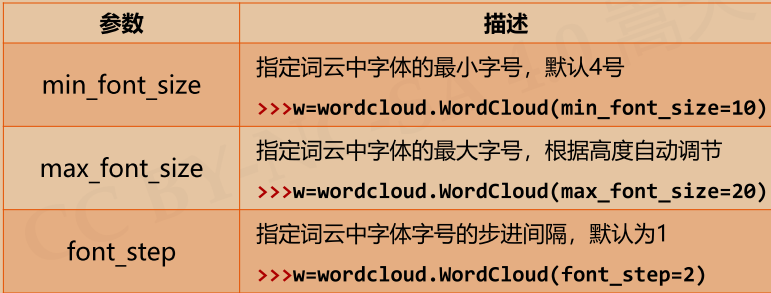 参数 描述
min_font_size
指定词云中字体的最小字号，默认4号
>>>w=wordcloud.WordCloud(min_font_size=10)
max_font_size
指定词云中字体的最大字号，根据高度自动调节
>>>w=wordcloud.WordCloud(max_font_size=20)
font_step
指定词云中字体字号的步进间隔，默认为1
>>>w=wordcloud.WordCloud(font_step=2)